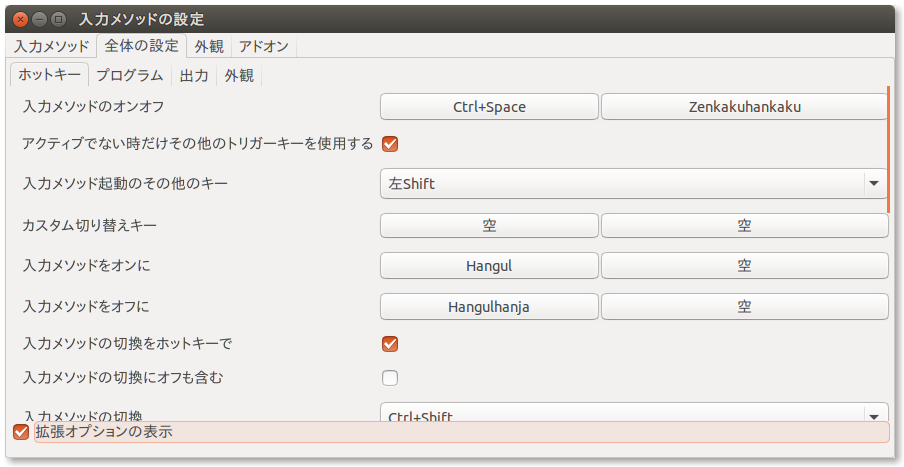 入力メソッドの設定
入力メソッド 全体の設定 外観 アドオン
ホットキー プログラム 出力 外観
入力メソッドのオンオフ Ctrl+Space Zenkakuhankaku
アクティブでない時だけその他のトリガーキーを使用する
入力メソッド起動のその他のキー 左Shift
カスタム切り替えキー 空 空
入力メソッドをオンに Hangul 空
入力メソッドをオフに Hangulhanja 空
入力メソッドの切換をホットキーで
入力メソッドの切換にオフも含む
入力メソッドの切換 Ctrl+Shift
拡張オプションの表示